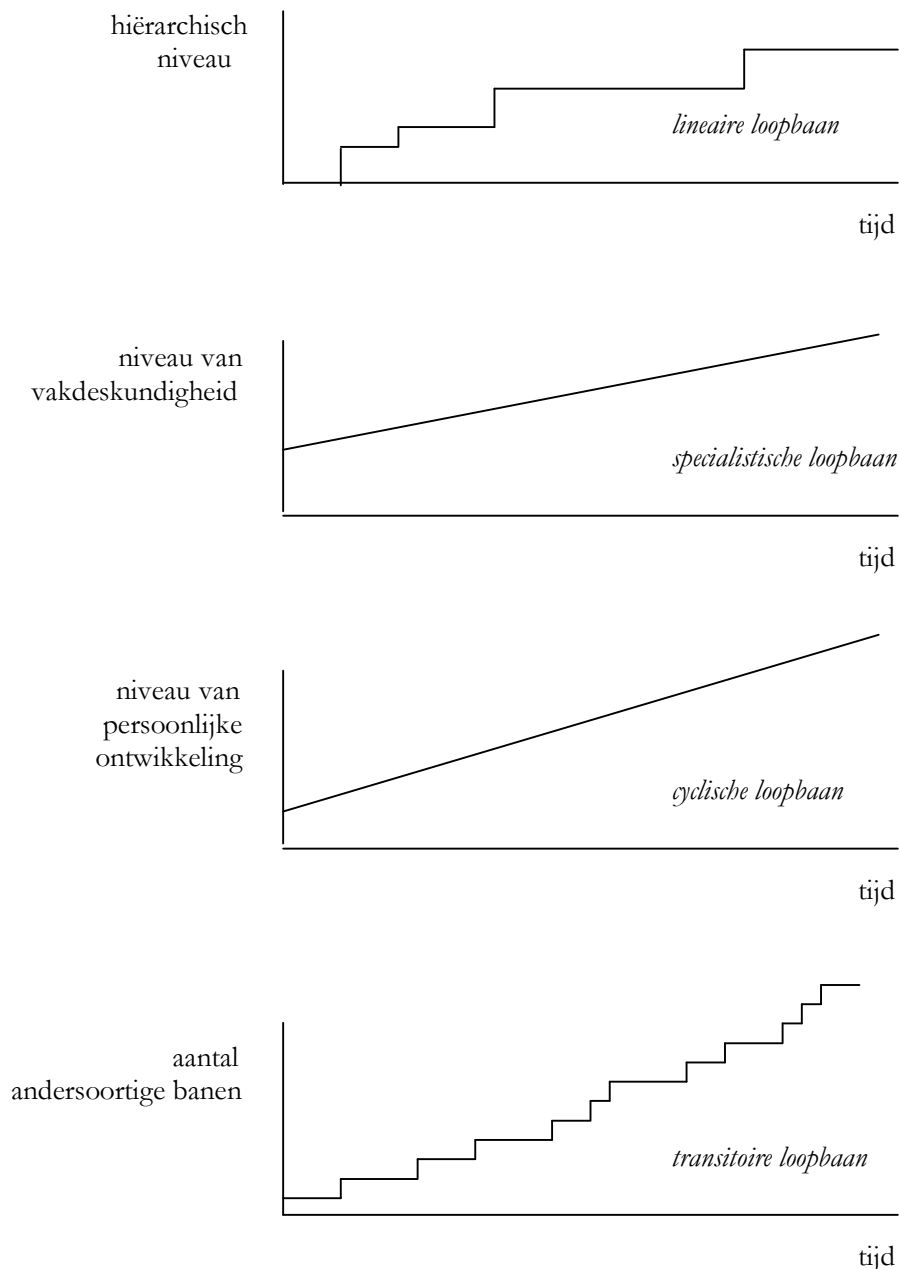 hiërarchisch
niveau
lineaire loopbaan
tijd
niveau van
vakdeskundigheid
specialistische loopbaan
tijd
niveau van
persoonlijke
ontwikkeling
cyclische loopbaan
tijd
aantal
andersoortige banen
transitoire loopbaan
tijd